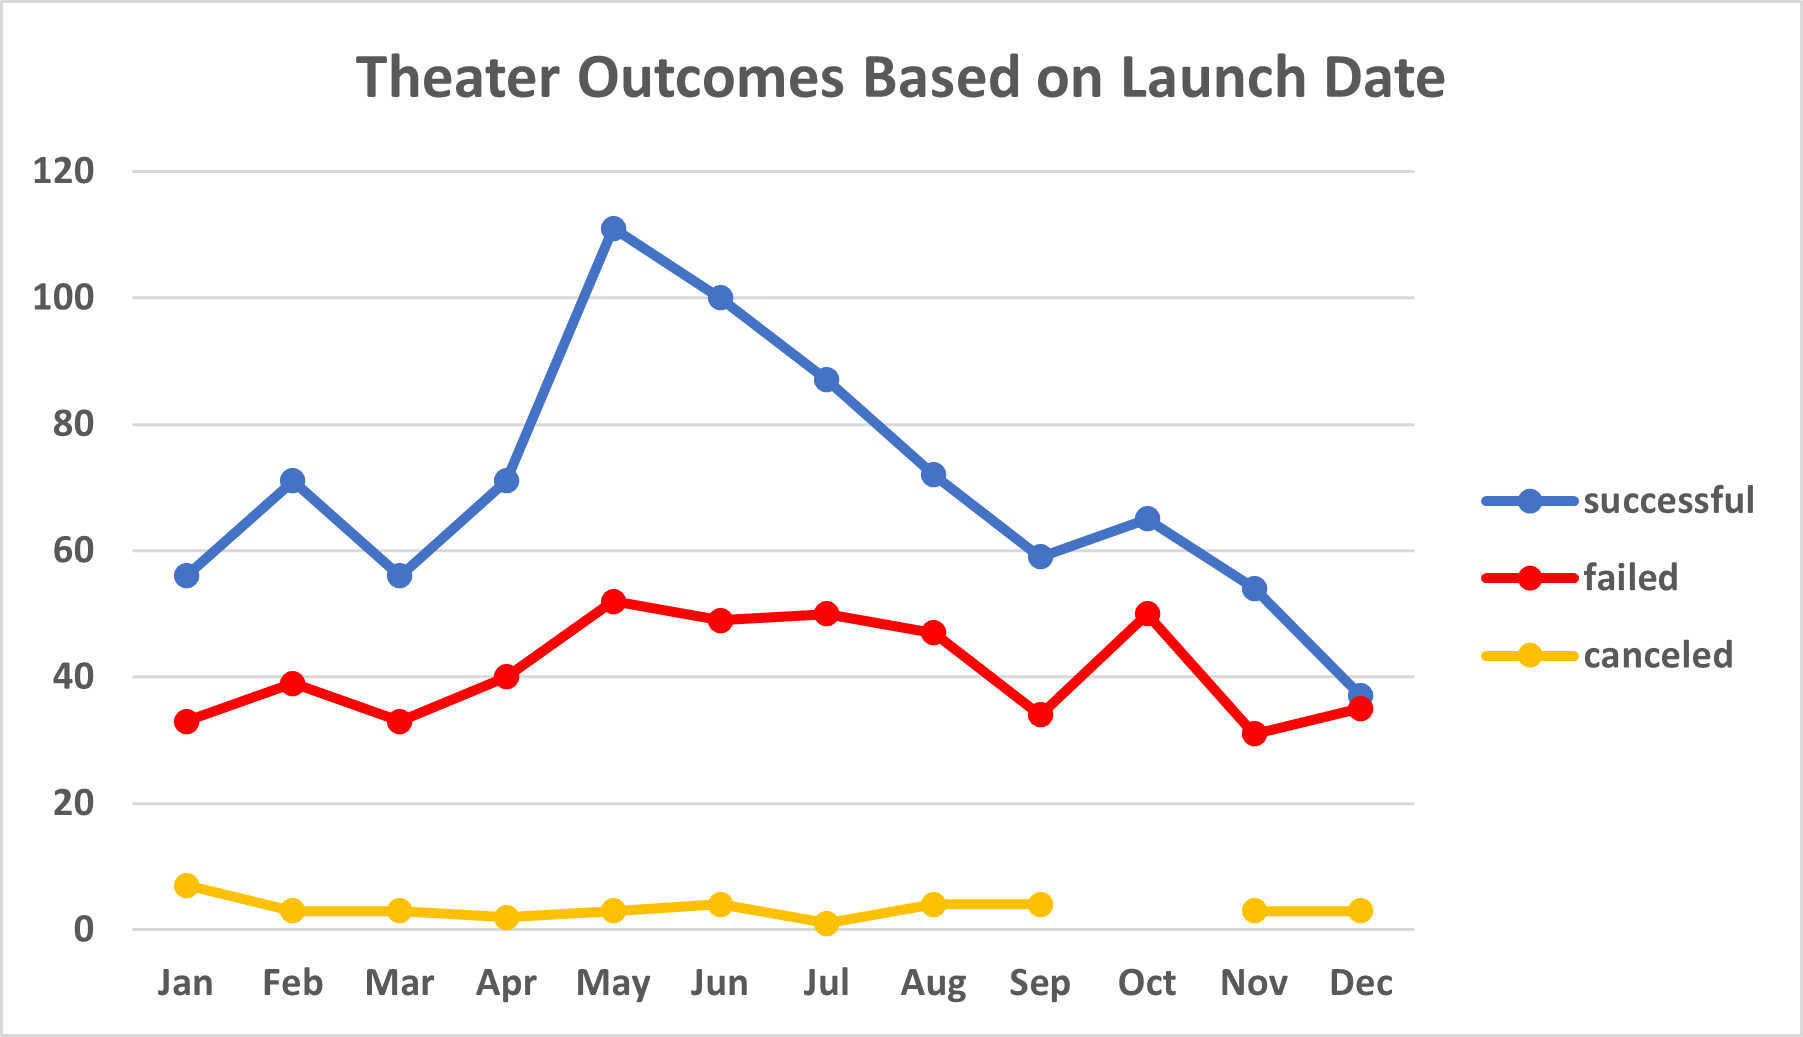 Theater Outcomes Based on Launch Date
120
100
80
60
40
20
0
Jan Feb Mar Apr May Jun Jul Aug Sep Oct Nov Dec
successful
failed
canceled